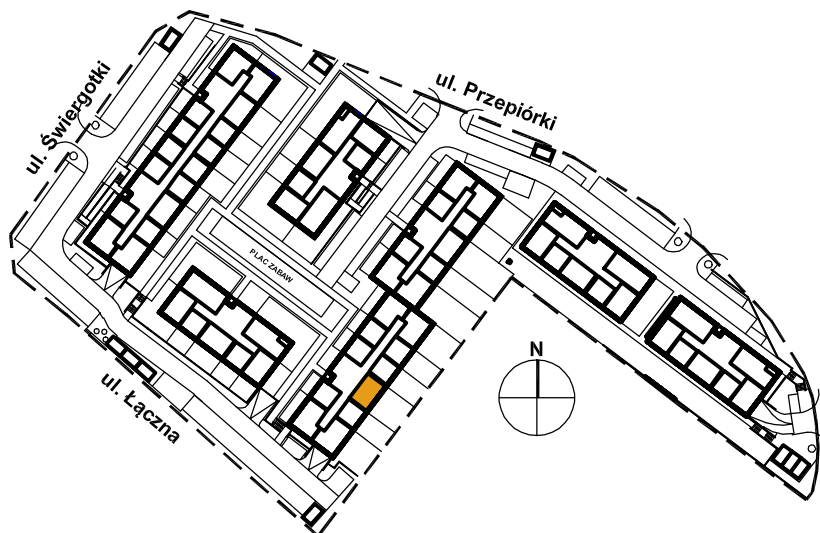 ul. Świergotki
ul. Przepiórki
PLAC ZABAW
N
ul. Łączna